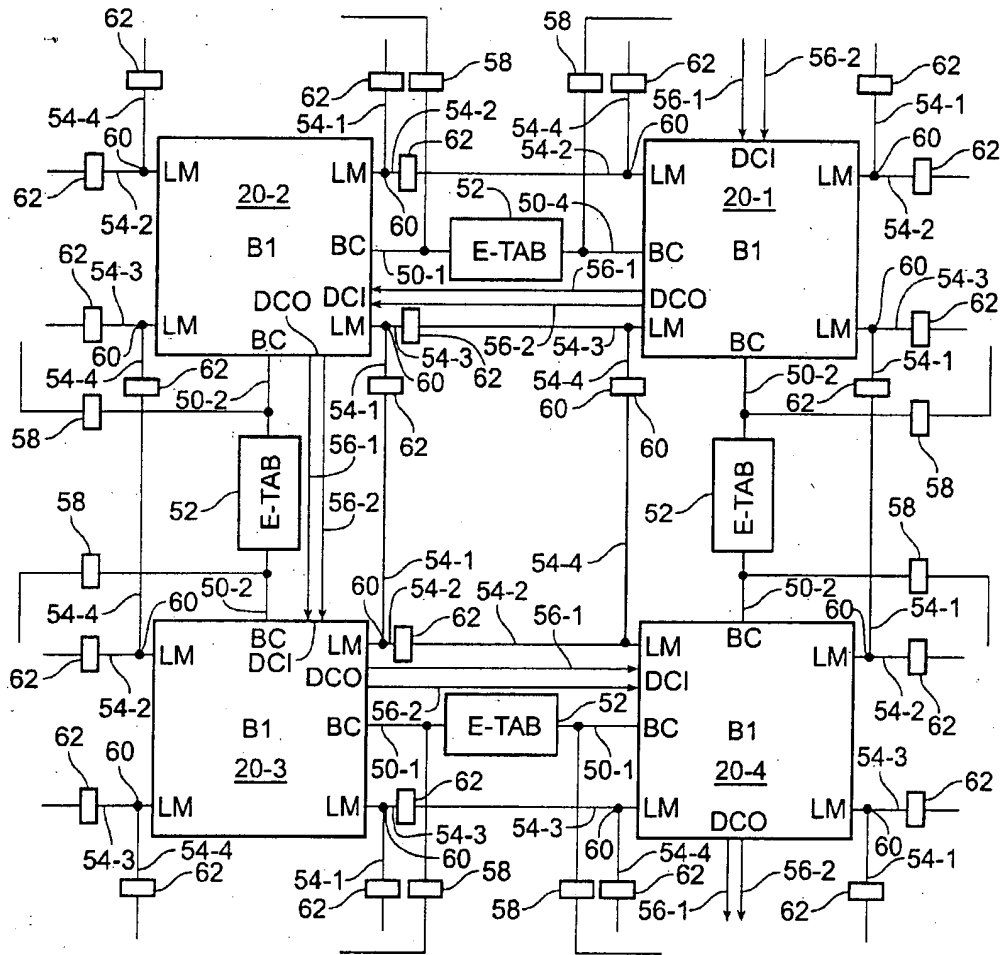 62 58 58 56-2
54-4 62 54-1 54-2 62 54-4 62 60 56-1 62 54-1
60 62 60
62 54-2 LM LM 60 54-2 LM DCI LM 54-2 62
20-2 52 50-4 20-1
B1 BC 50-1 E-TAB BC B1
62 54-3 DCI 56-1 DCO 60 54-3
DCO
60 LM LM 54-3 60 62 56-2 54-3 LM LM 62
54-4 BC BC
62 54-1 54-4 54-1
50-2 62 60 60 50-2 62
58 56-1 58
52 E-TAB 52 E-TAB
56-2
58 58
54-1 54-4
54-4 60 50-2 60 54-2 62 54-2 56-1 50-2 60 54-1
62 54-2 LM BC DCI LM LM BC LM 54-2 62
DCO DCI
56-2 52
B1 BC 50-1 E-TAB 50-1 BC B1
62 60 20-3 62 20-4 54-3 62
54-3 LM LM 54-3 60 54-3 60 LM DCO LM 60
54-4 54-1 54-4 54-1
62 62 58 58 62 56-1 56-2 62